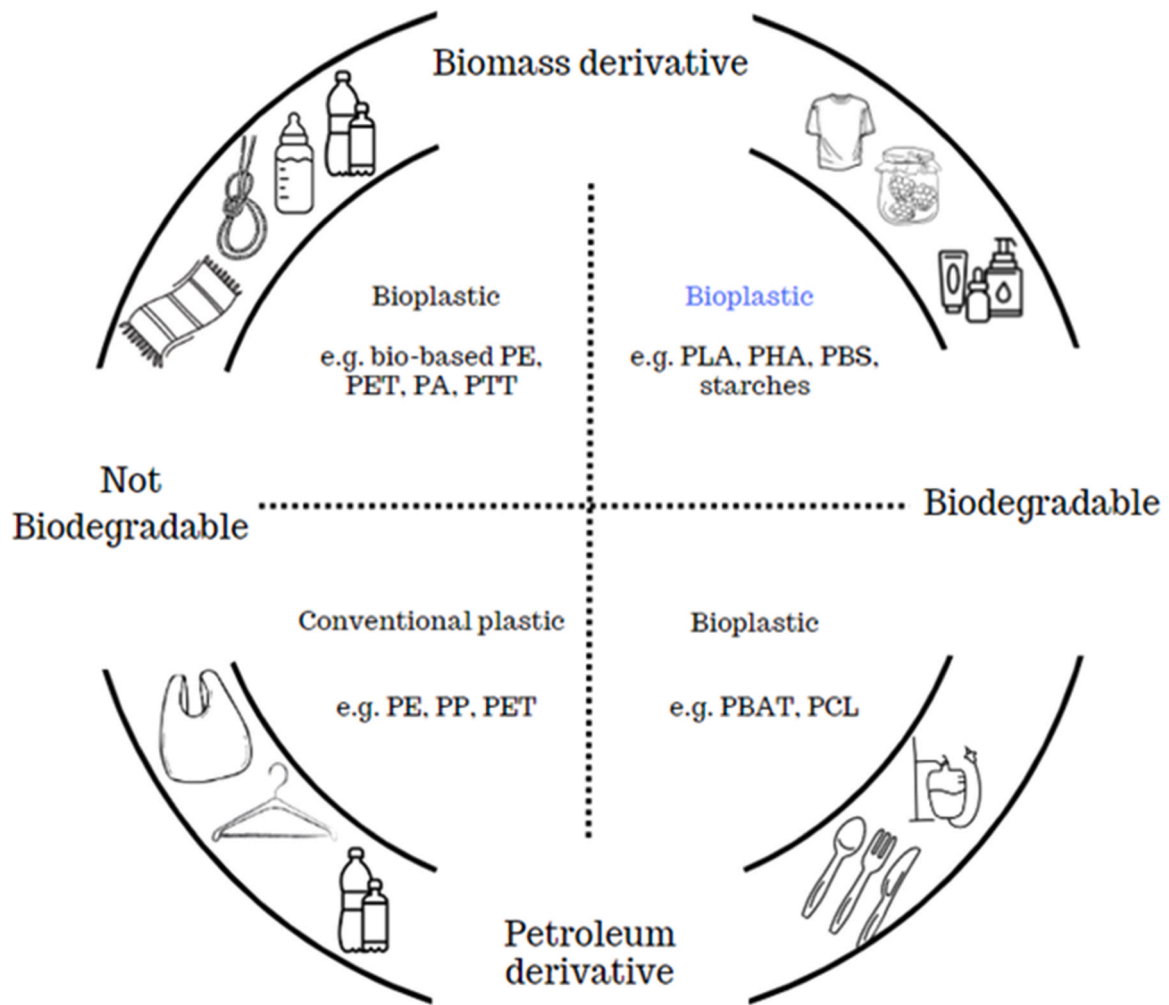 Biomass derivative
Bioplastic
e.g. bio-based PE,
PET, PA, PTT
Bioplastic
e.g. PLA, PHA, PBS,
starches
Not
Biodegradable
Biodegradable
Conventional plastic
e.g. PE, PP, PET
Bioplastic
e.g. PBAT, PCL
Petroleum
derivative